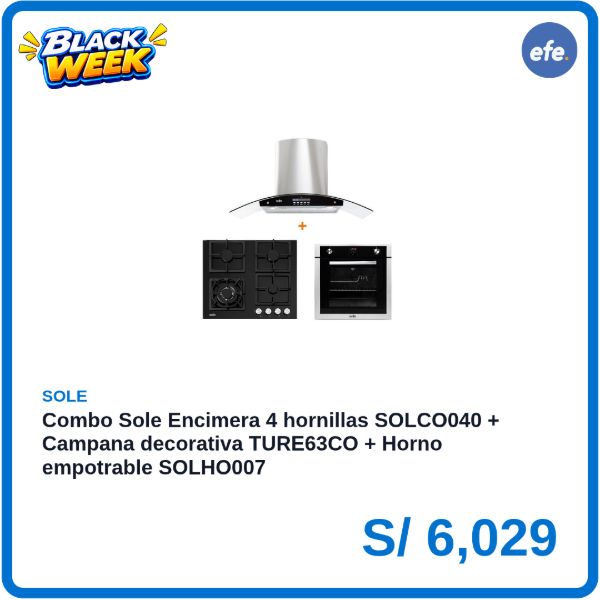 BLACK
WEEK
efe.
SOLE
Combo Sole Encimera 4 hornillas SOLCO040 +
Campana decorativa TURE63CO + Horno
empotrable SOLHO007
S/ 6,029